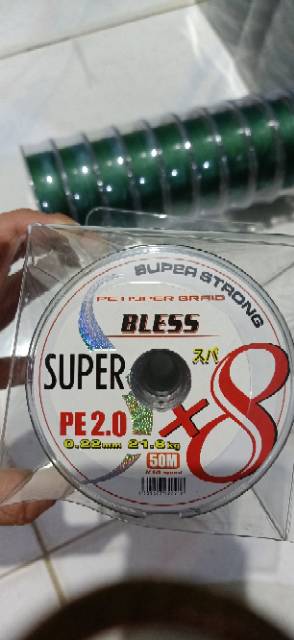 SUPER STRONG
PE SUPER BRAID
BLESS
SUPER
スパ
×8
PE 2.0
0.22mm 21.8kg
50M